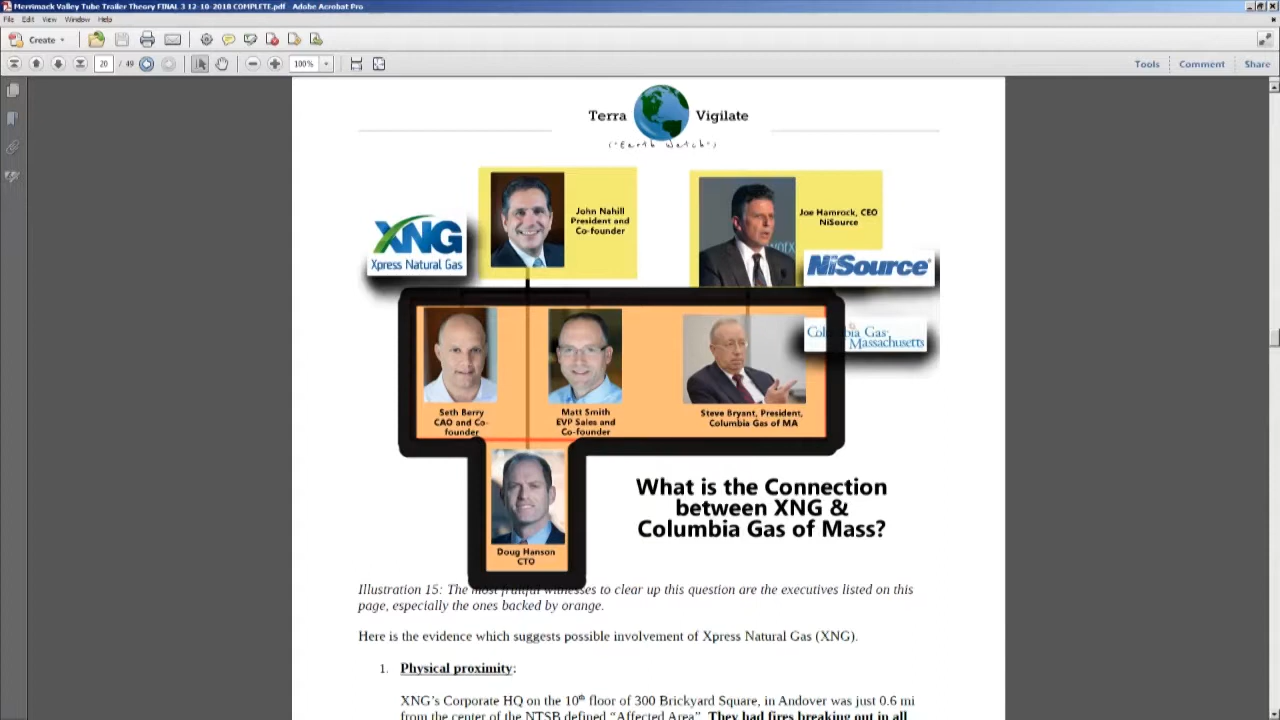 Merrimack Valley Tube Trailer Theory FINAL 3 12-10-2018 COMPLETE.pdf - Adobe Acrobat Pro
File Edit View Window Help
Create
20 / 49 100% Tools Comment Share
Terra Vigilate
("Earth Watch")
John Nahill
President and
Co-founder
Joe Hamrock, CEO
NiSource
XNG
Xpress Natural Gas
NiSource
Columbia Gas
Massachusetts
Seth Berry
CAO and Co-
founder
Matt Smith
EVP Sales and
Co-founder
Steve Bryant, President,
Columbia Gas of MA
Doug Hanson
CTO
What is the Connection
between XNG &
Columbia Gas of Mass?
Illustration 15: The most fruitful witnesses to clear up this question are the executives listed on this
page, especially the ones backed by orange.
Here is the evidence which suggests possible involvement of Xpress Natural Gas (XNG).
1. Physical proximity:
XNG's Corporate HQ on the 10th floor of 300 Brickyard Square, in Andover was just 0.6 mi
from the center of the NTSB defined "Affected Area". They had fires breaking out in all